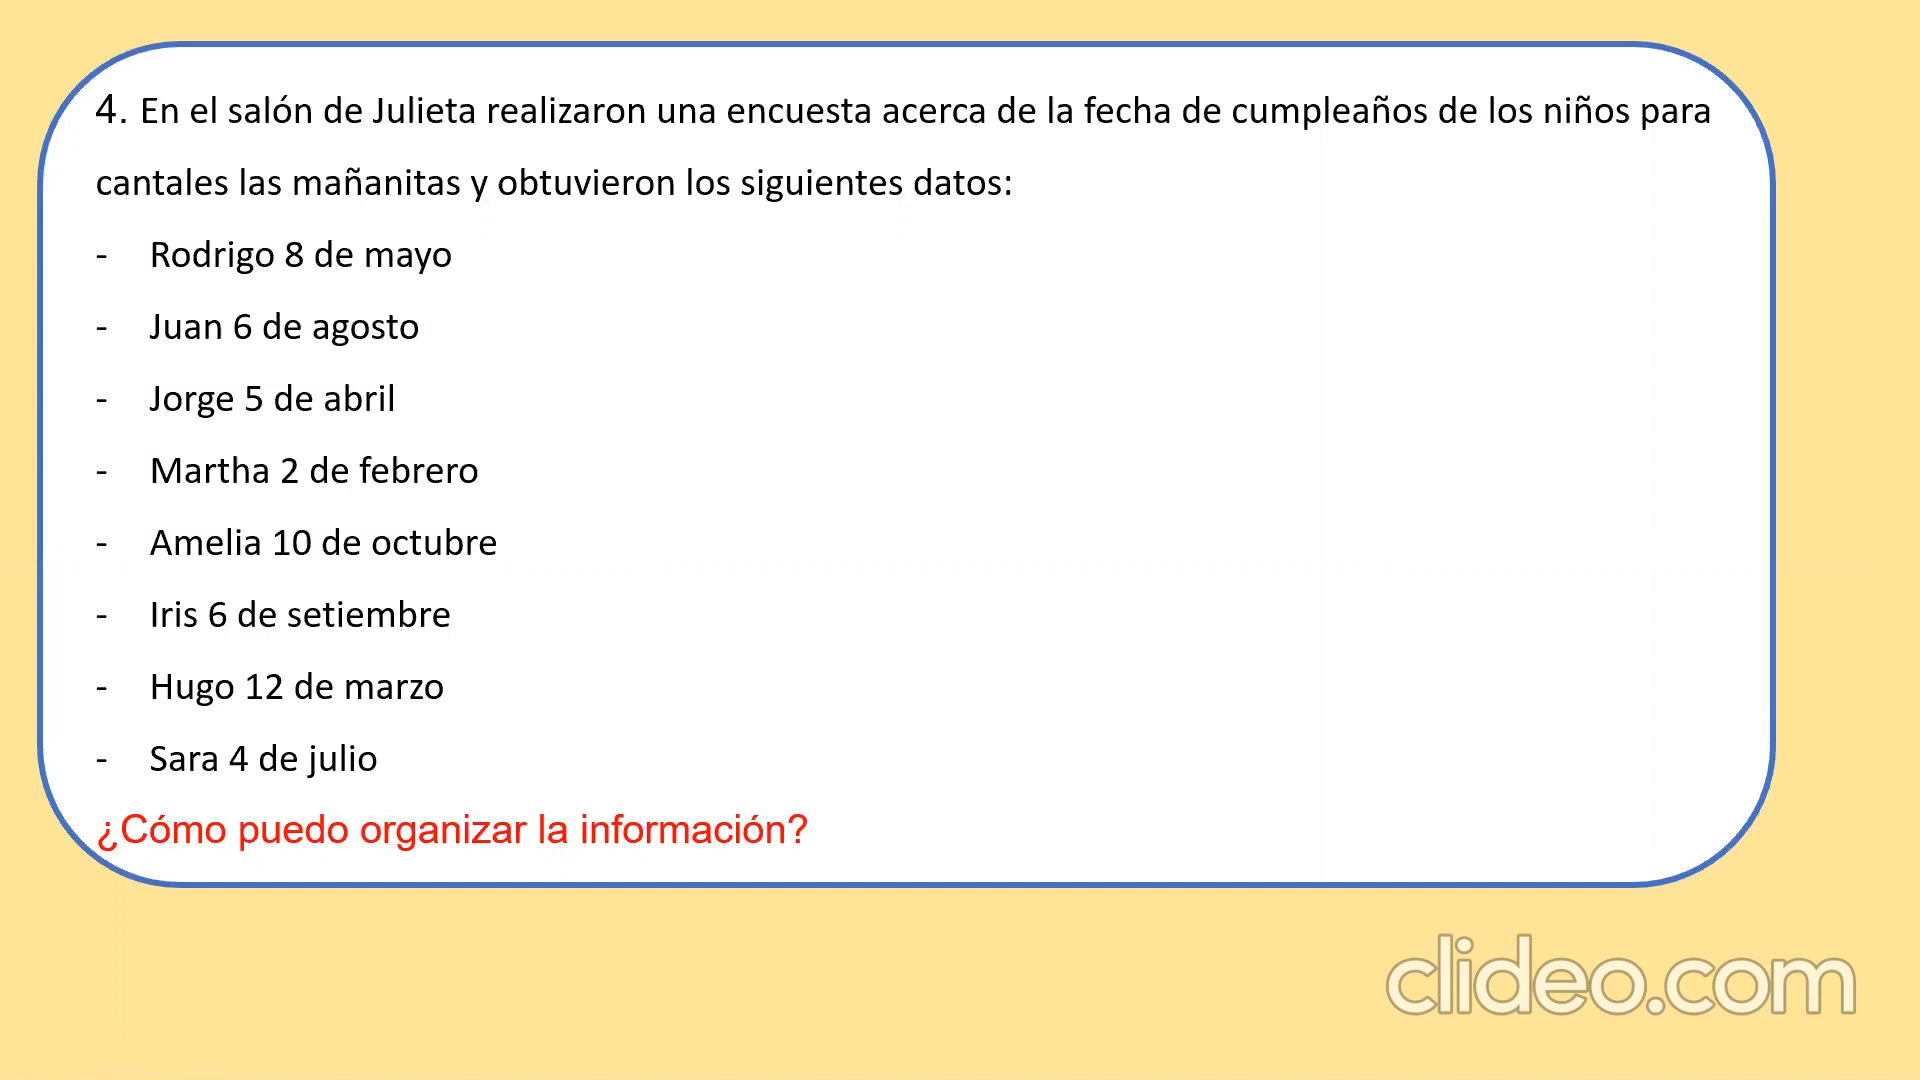 4. En el salón de Julieta realizaron una encuesta acerca de la fecha de cumpleaños de los niños para
cantales las mañanitas y obtuvieron los siguientes datos:
- Rodrigo 8 de mayo
- Juan 6 de agosto
- Jorge 5 de abril
- Martha 2 de febrero
- Amelia 10 de octubre
- Iris 6 de setiembre
- Hugo 12 de marzo
- Sara 4 de julio
¿Cómo puedo organizar la información?
clideo.com